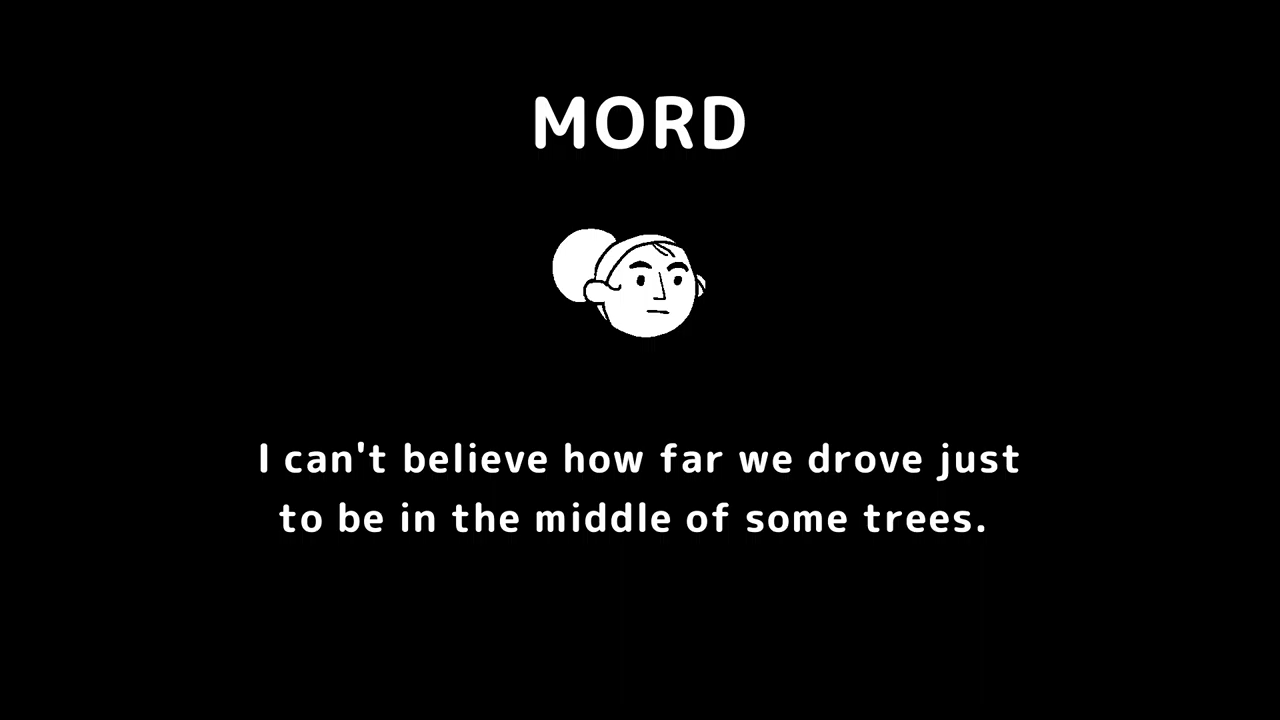 MORD
I can't believe how far we drove just
to be in the middle of some trees.